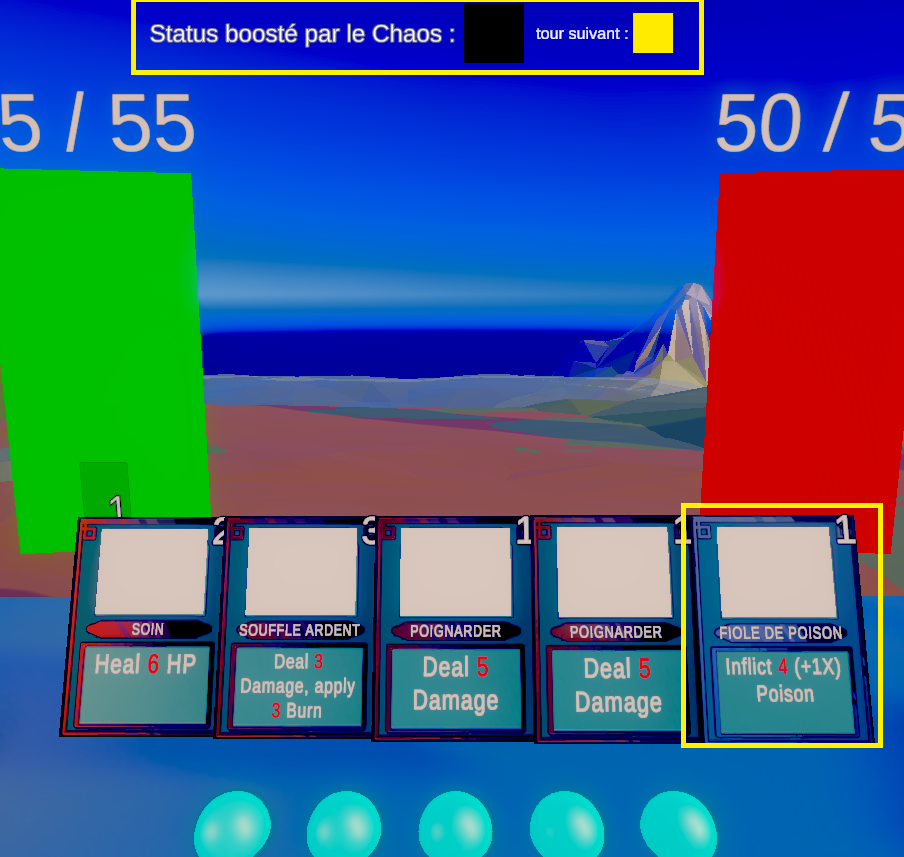 Status boosté par le Chaos :
tour suivant :
5 / 55
50 / 5
1
2
3
1
1
1
SOIN
Heal 6 HP
SOUFFLE ARDENT
Deal 3
Damage, apply
3 Burn
POIGNARDER
Deal 5
Damage
POIGNARDER
Deal 5
Damage
FIOLE DE POISON
Inflict 4 (+1X)
Poison